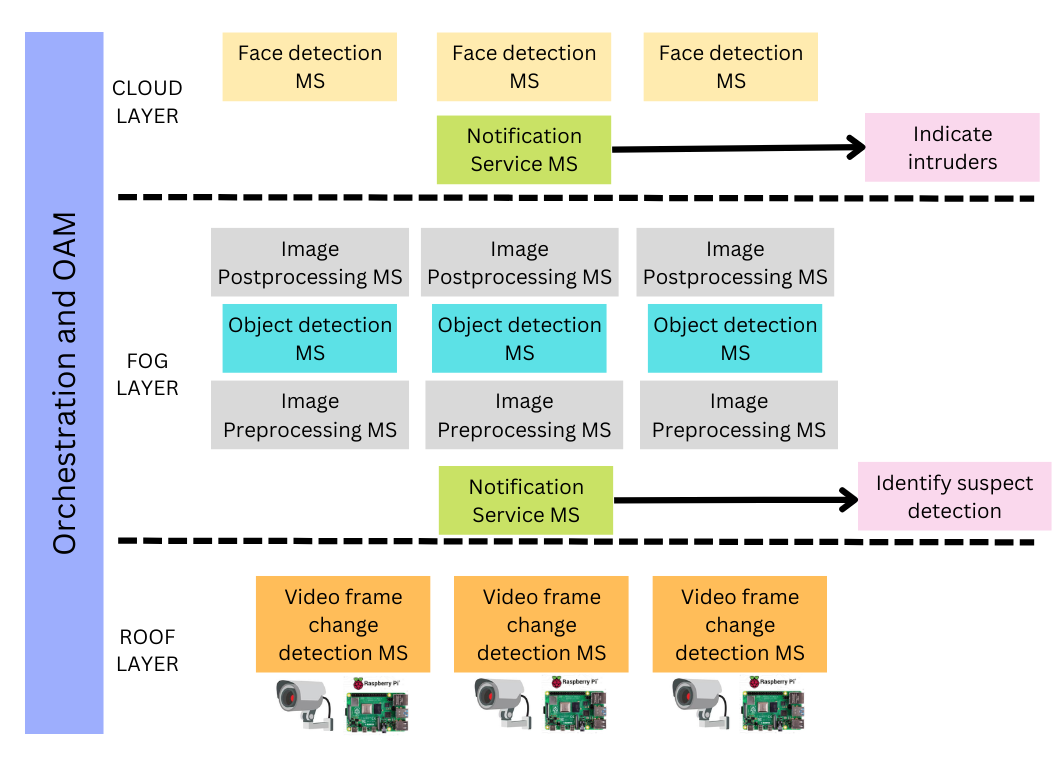 Orchestration and OAM
CLOUD
LAYER
Face detection
MS
Face detection
MS
Face detection
MS
Notification
Service MS
Indicate
intruders
FOG
LAYER
Image
Postprocessing MS
Image
Postprocessing MS
Image
Postprocessing MS
Object detection
MS
Object detection
MS
Object detection
MS
Image
Preprocessing MS
Image
Preprocessing MS
Image
Preprocessing MS
Notification
Service MS
Identify suspect
detection
ROOF
LAYER
Video frame
change
detection MS
Video frame
change
detection MS
Video frame
change
detection MS
Raspberry Pi
Raspberry Pi
Raspberry Pi